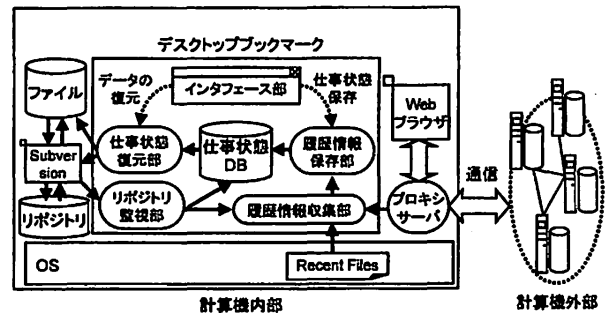 デスクトップブックマーク
ファイル
データの
復元
インタフェース部
仕事状態
保存
Web
ブラウザ
仕事状態
復元部
仕事状態
DB
履歴情報
保存部
Subver
sion
通信
リポジトリ
監視部
履歴情報収集部
プロキシ
サーバ
リポジトリ
OS
Recent Files
計算機内部
計算機外部